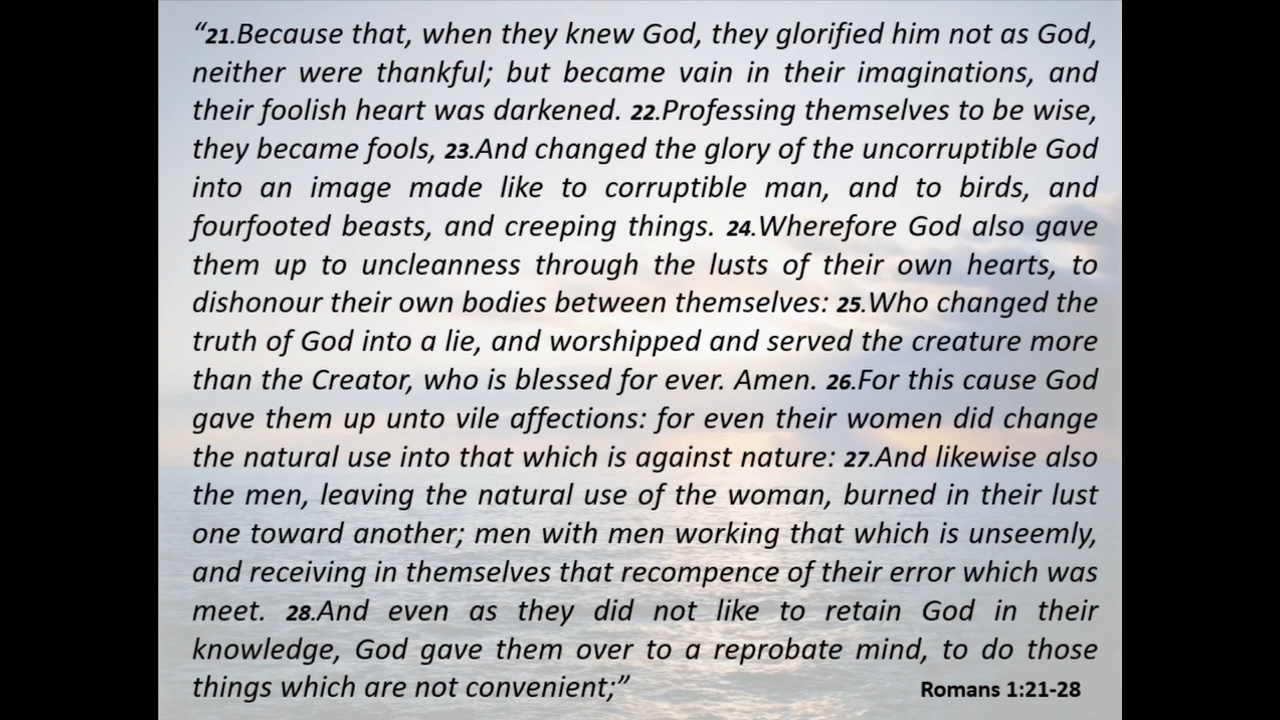 “21.Because that, when they knew God, they glorified him not as God,
neither were thankful; but became vain in their imaginations, and
their foolish heart was darkened. 22.Professing themselves to be wise,
they became fools, 23.And changed the glory of the uncorruptible God
into an image made like to corruptible man, and to birds, and
fourfooted beasts, and creeping things. 24.Wherefore God also gave
them up to uncleanness through the lusts of their own hearts, to
dishonour their own bodies between themselves: 25.Who changed the
truth of God into a lie, and worshipped and served the creature more
than the Creator, who is blessed for ever. Amen. 26.For this cause God
gave them up unto vile affections: for even their women did change
the natural use into that which is against nature: 27.And likewise also
the men, leaving the natural use of the woman, burned in their lust
one toward another; men with men working that which is unseemly,
and receiving in themselves that recompence of their error which was
meet. 28.And even as they did not like to retain God in their
knowledge, God gave them over to a reprobate mind, to do those
things which are not convenient;”
Romans 1:21-28